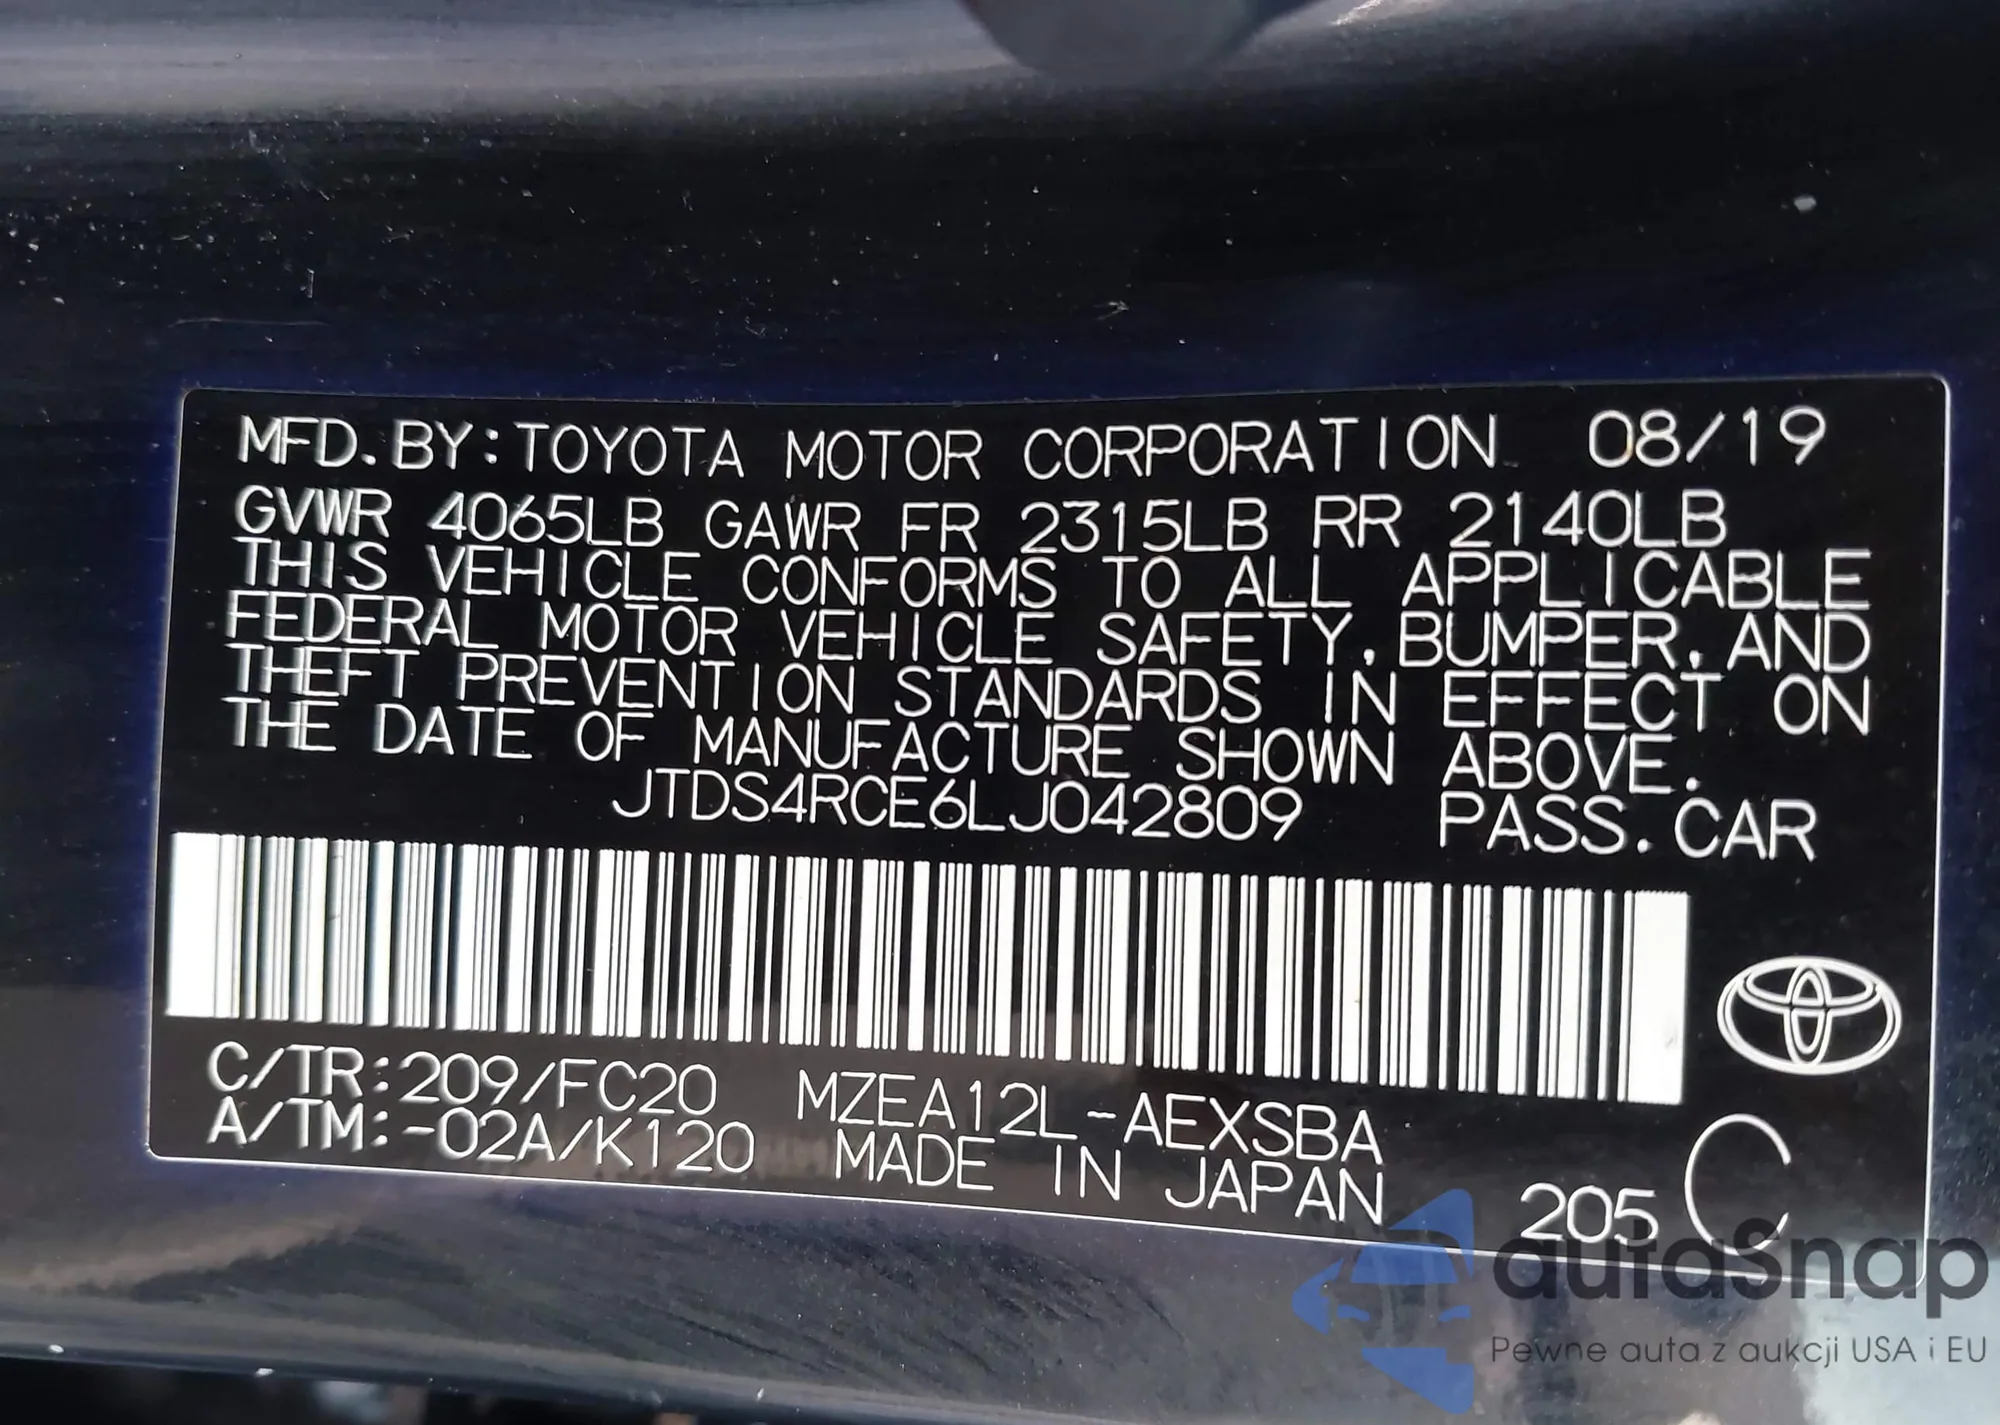 MFD. BY: TOYOTA MOTOR CORPORATION 08/19
GVWR 4065LB GAWR FR 2315LB RR 2140LB
THIS VEHICLE CONFORMS TO ALL APPLICABLE
FEDERAL MOTOR VEHICLE SAFETY, BUMPER, AND
THEFT PREVENTION STANDARDS IN EFFECT ON
THE DATE OF MANUFACTURE SHOWN ABOVE.
JTDS4RCE6LJ042809 PASS. CAR
C/TR: 209/FC20 MZEA12L-AEXSBA
A/TM: -02A/K120 MADE IN JAPAN
205 C
autaSnap
Pewne auta z aukcji USA i EU